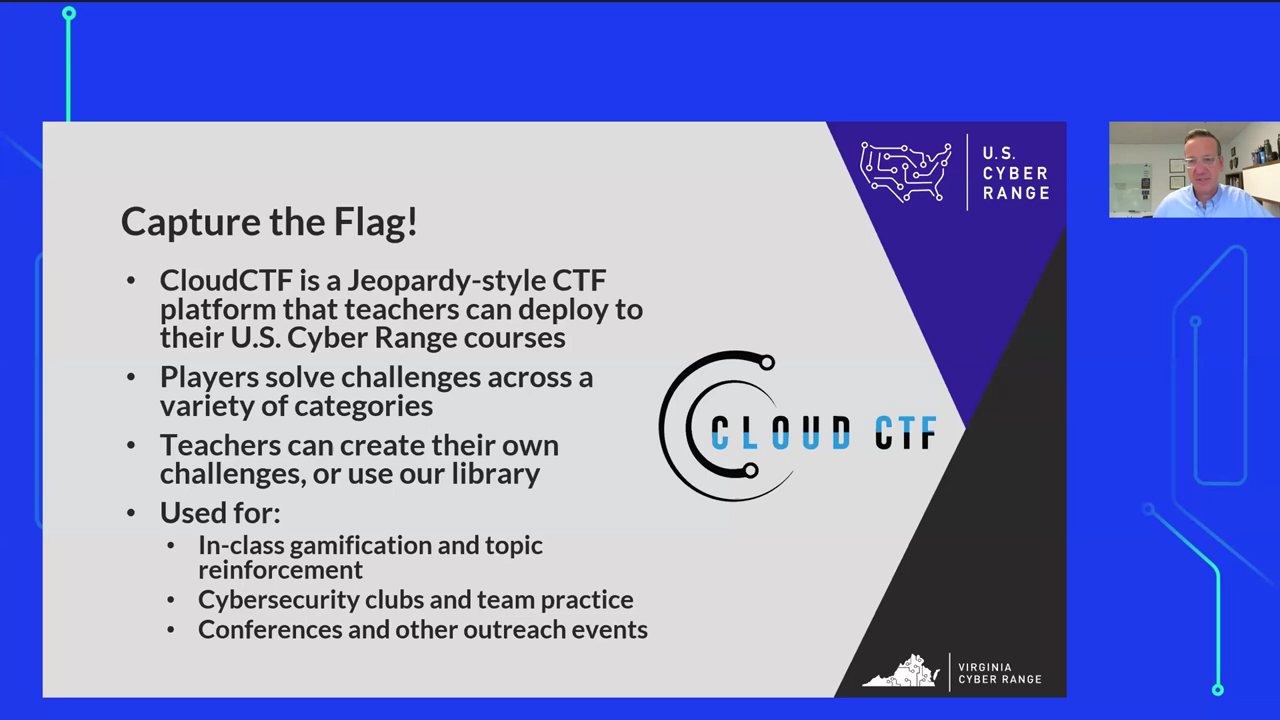 Capture the Flag!
• CloudCTF is a Jeopardy-style CTF
platform that teachers can deploy to
their U.S. Cyber Range courses
• Players solve challenges across a
variety of categories
• Teachers can create their own
challenges, or use our library
• Used for:
• In-class gamification and topic
reinforcement
• Cybersecurity clubs and team practice
• Conferences and other outreach events
CLOUD CTF
U.S.
CYBER
RANGE
VIRGINIA
CYBER RANGE